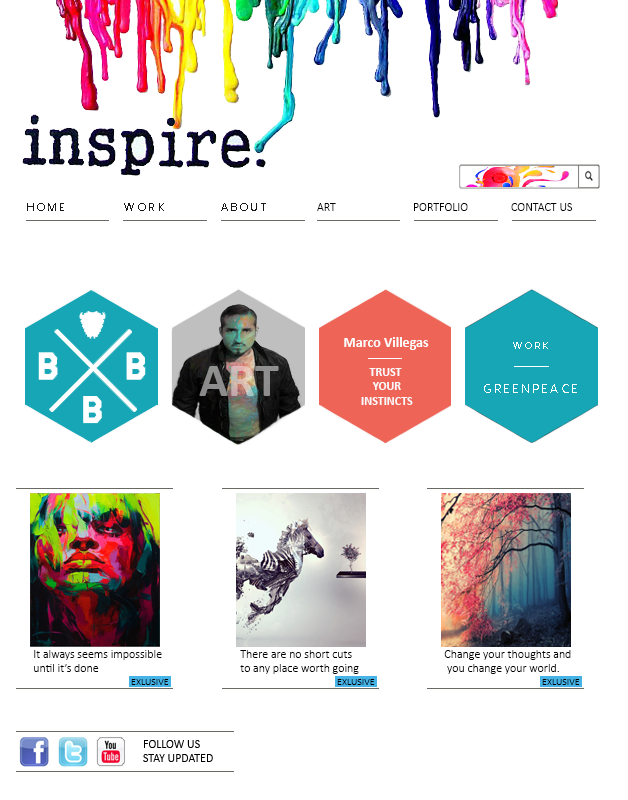 inspire.
HOME
WORK
ABOUT
ART
PORTFOLIO
CONTACT US
B B
B
ART
Marco Villegas
TRUST
YOUR
INSTINCTS
WORK
GREENPEACE
It always seems impossible
until it's done
EXLUSIVE
There are no short cuts
to any place worth going
EXLUSIVE
Change your thoughts and
you change your world.
EXLUSIVE
f
t
You
Tube
FOLLOW US
STAY UPDATED